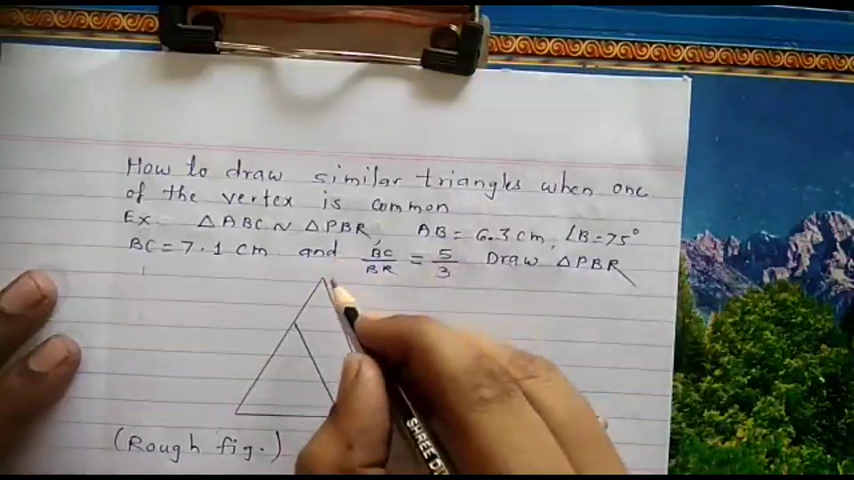 How to draw similar triangles when one
of the vertex is common
Ex - △ABC ~ △PBR, AB = 6.3 cm, ∠B = 75°
BC = 7.1 cm and BC/BR = 5/3 Draw △PBR
(Rough fig.)
SHREE